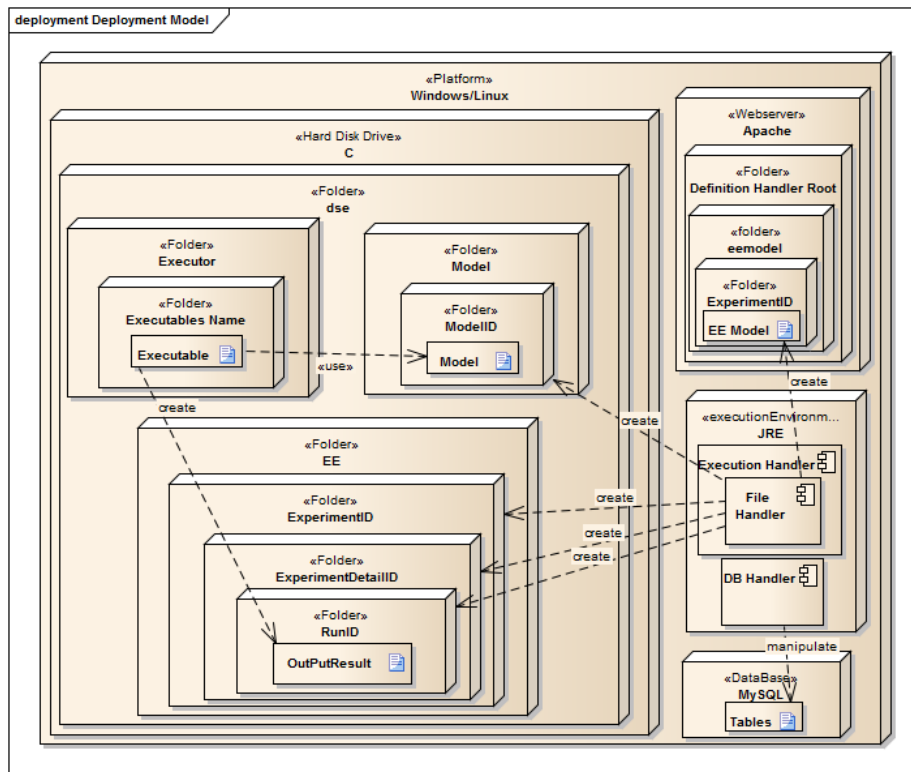 deployment Deployment Model
«Platform»
Windows/Linux
«Hard Disk Drive»
C
«Folder»
dse
«Folder»
Executor
«Folder»
Executables Name
Executable
«use»
create
«Folder»
Model
«Folder»
ModelID
Model
«Folder»
EE
«Folder»
ExperimentID
«Folder»
ExperimentDetailID
«Folder»
RunID
OutPutResult
create
create
create
create
«Webserver»
Apache
«Folder»
Definition Handler Root
«folder»
eemodel
«Folder»
ExperimentID
EE Model
create
«executionEnvironm...
JRE
Execution Handler
File
Handler
DB Handler
manipulate
«DataBase»
MySQL
Tables